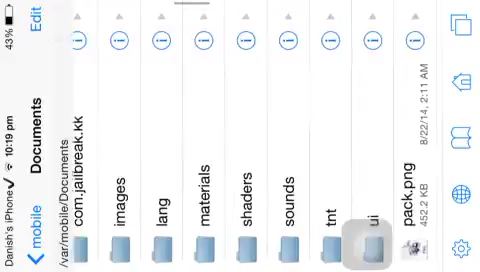 Danish's iPhone 10:19 pm 43%
mobile Documents Edit
/var/mobile/Documents
com.jailbreak.kk
images
lang
materials
shaders
sounds
tnt
ui
pack.png
452.2 KB 8/22/14, 2:11 AM